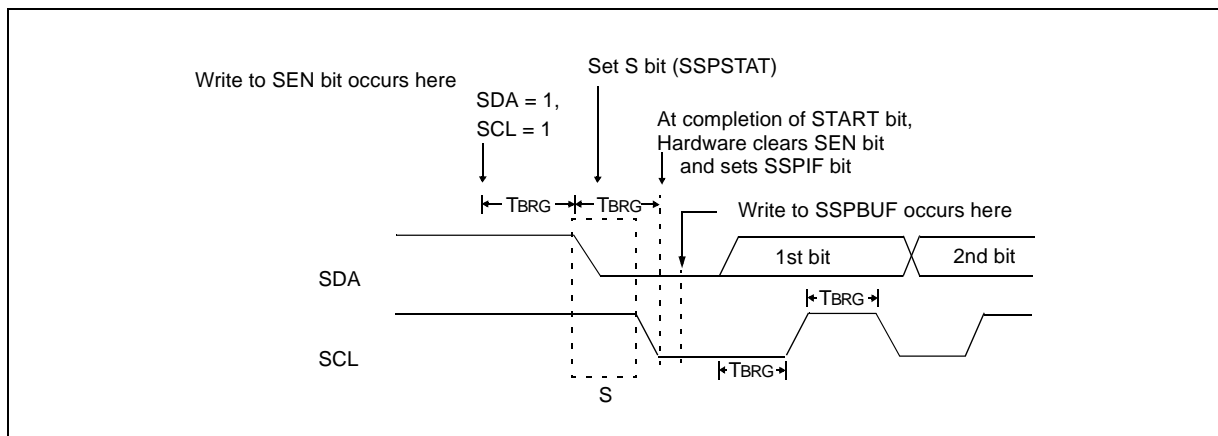 Write to SEN bit occurs here
Set S bit (SSPSTAT)
SDA = 1,
SCL = 1
At completion of START bit,
Hardware clears SEN bit
and sets SSPIF bit
TBRG
TBRG
Write to SSPBUF occurs here
SDA
1st bit
2nd bit
TBRG
SCL
TBRG
S